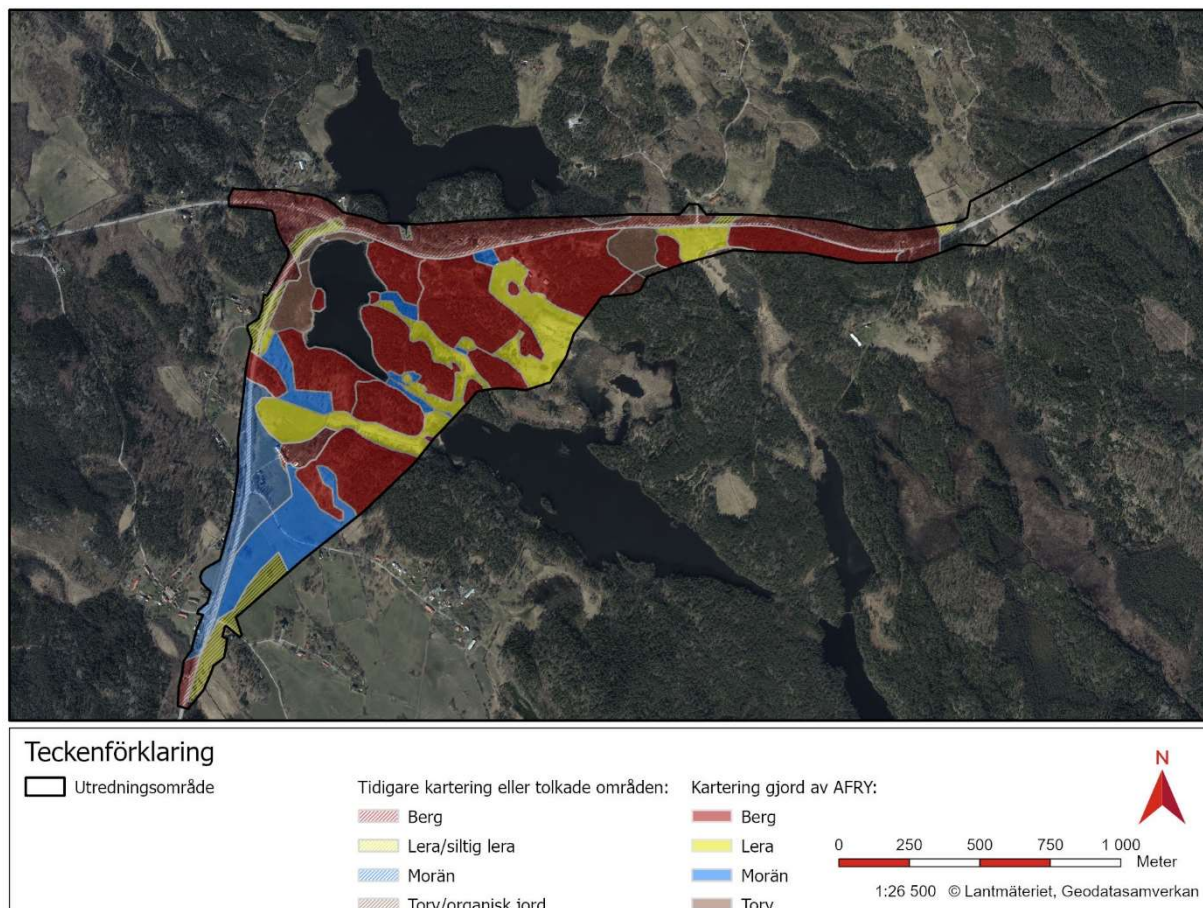 Teckenförklaring
Utredningsområde
Tidigare kartering eller tolkade områden:
Berg
Lera/siltig lera
Morän
Torv/organisk jord
Kartering gjord av AFRY:
Berg
Lera
Morän
Torv
N
0 250 500 750 1 000
Meter
1:26 500 © Lantmäteriet, Geodatasamverkan